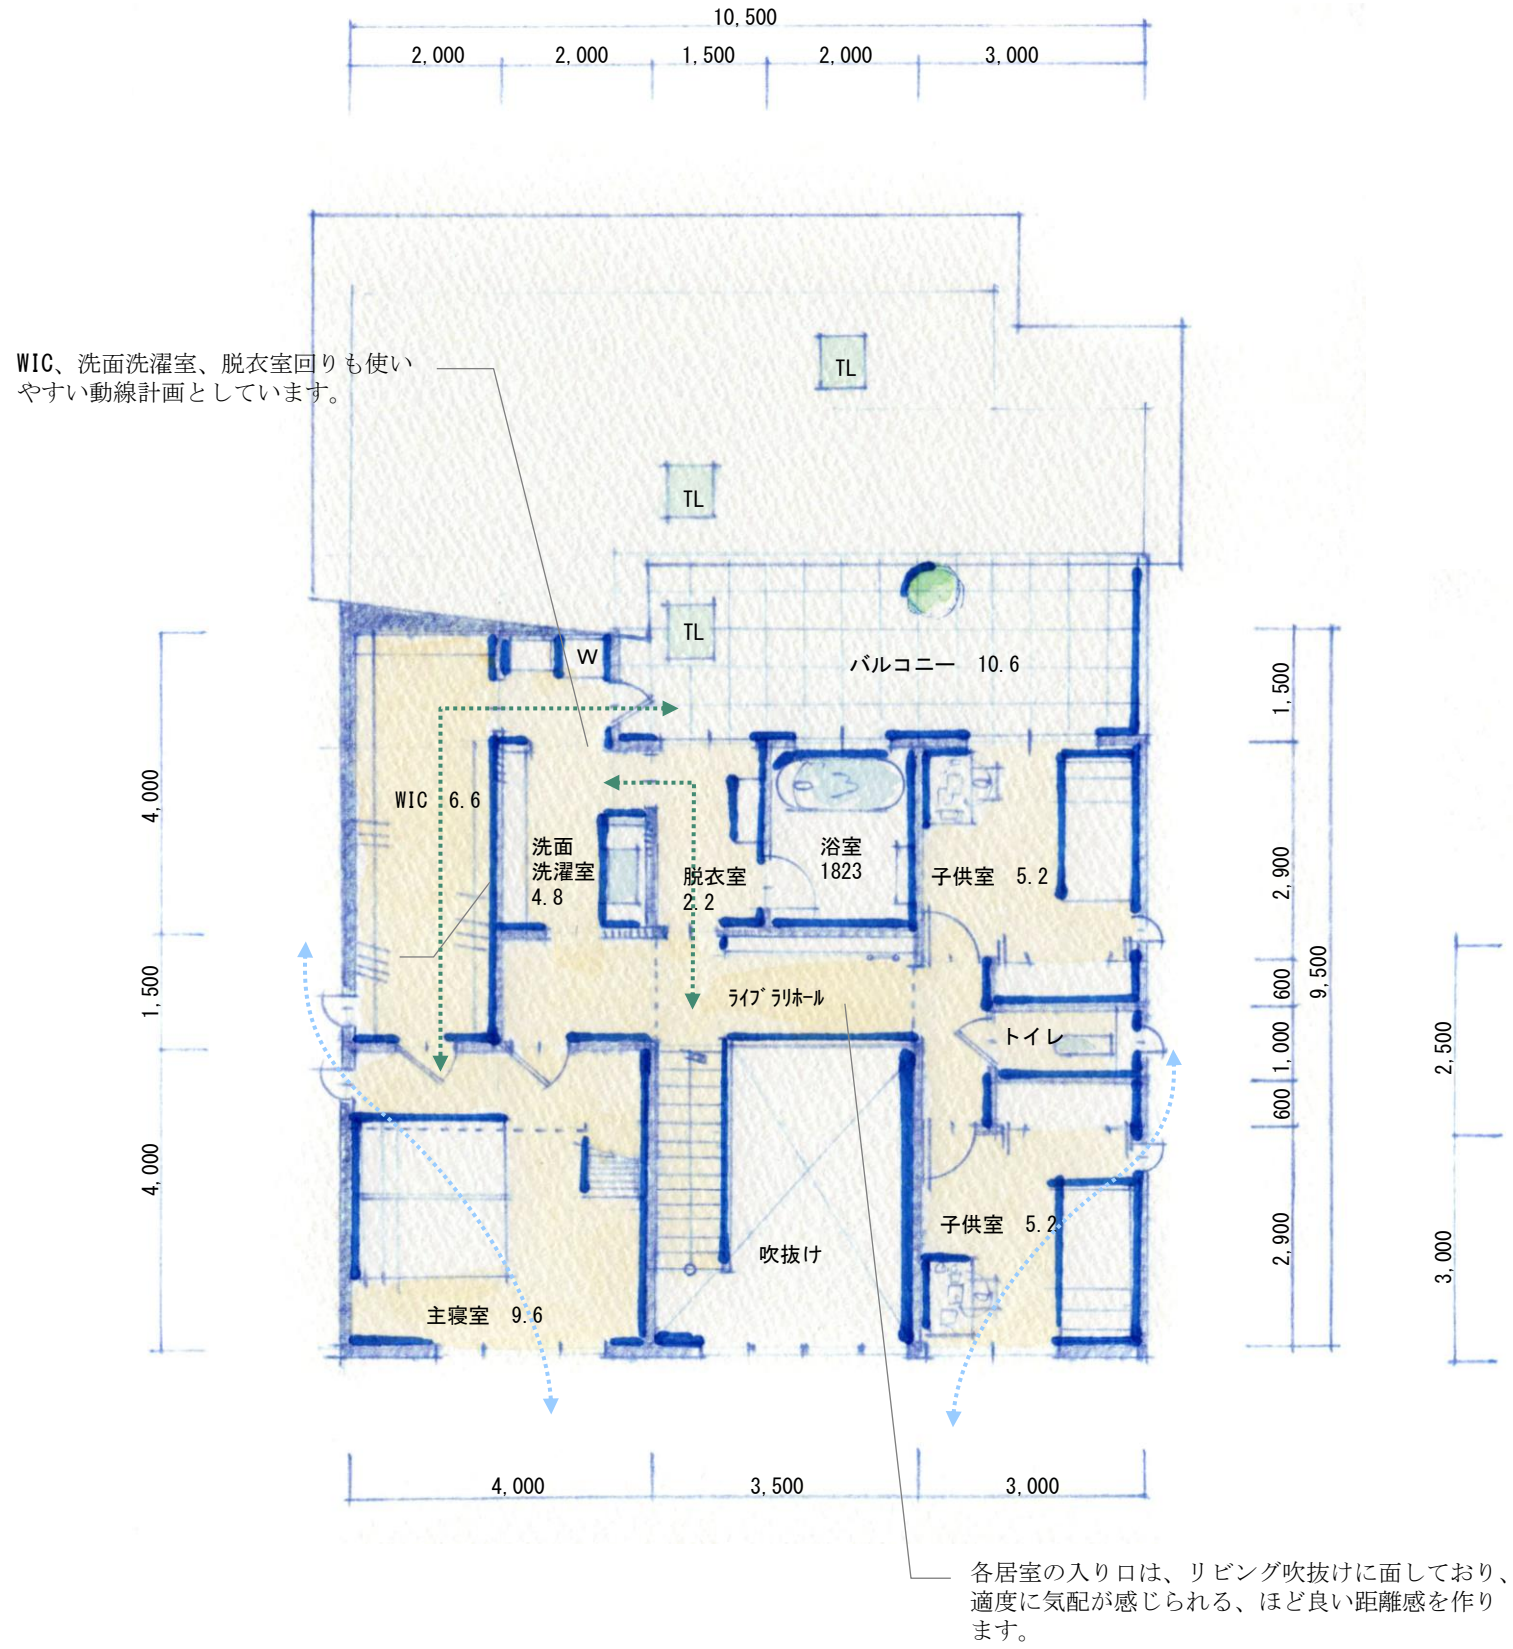 10,500
2,000
2,000
1,500
2,000
3,000
WIC、洗面洗濯室、脱衣室回りも使い
やすい動線計画としています。
TL
TL
TL
W
バルコニー 10.6
1,500
4,000
WIC 6.6
洗面
洗濯室
4.8
脱衣室
2.2
浴室
1823
子供室 5.2
2,900
1,500
ﾗｲﾌﾞﾗﾘﾎｰﾙ
600
9,500
トイレ
1,000
2,500
600
4,000
子供室 5.2
吹抜け
2,900
3,000
主寝室 9.6
4,000
3,500
3,000
各居室の入り口は、リビング吹抜けに面しており、
適度に気配が感じられる、ほど良い距離感を作り
ます。